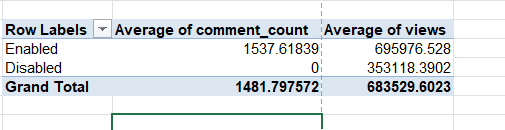 Row Labels Average of comment_count Average of views
Enabled 1537.61839 695976.528
Disabled 0 353118.3902
Grand Total 1481.797572 683529.6023